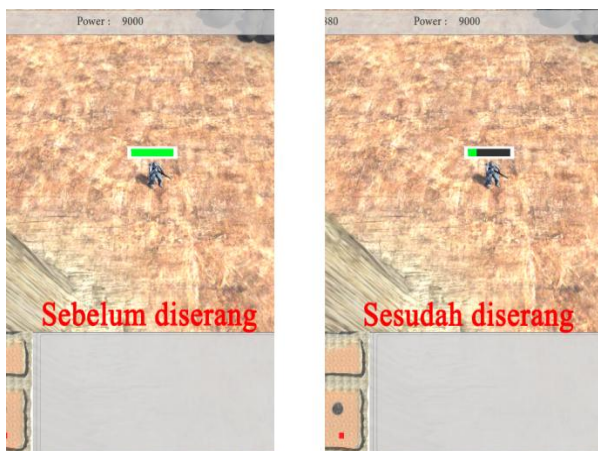 Power : 9000
Sebelum diserang
380 Power : 9000
Sesudah diserang